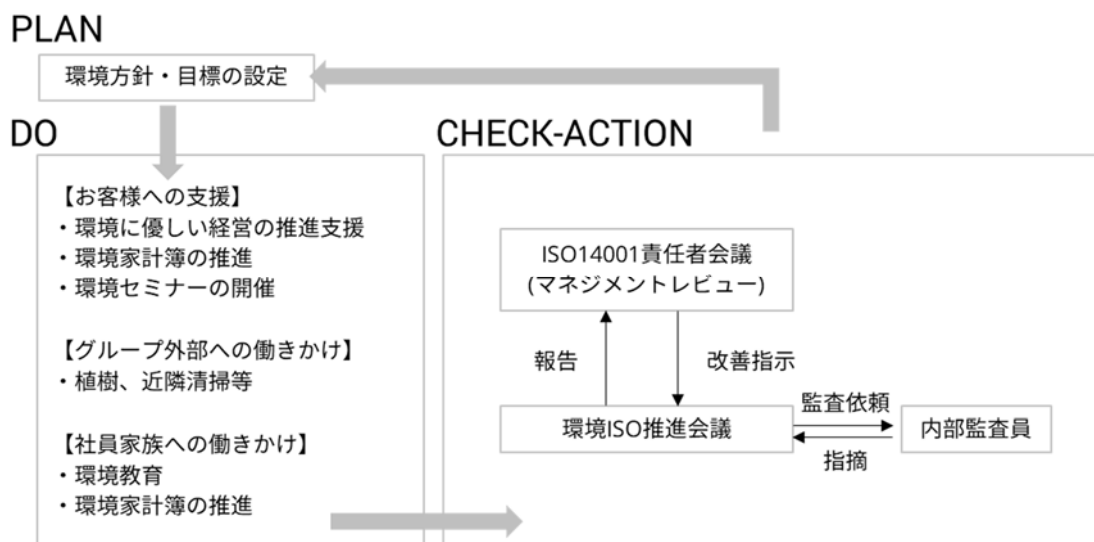 PLAN
環境方針・目標の設定
DO
【お客様への支援】
・環境に優しい経営の推進支援
・環境家計簿の推進
・環境セミナーの開催
【グループ外部への働きかけ】
・植樹、近隣清掃等
【社員家族への働きかけ】
・環境教育
・環境家計簿の推進
CHECK-ACTION
ISO14001責任者会議
(マネジメントレビュー)
報告
改善指示
環境ISO推進会議
監査依頼
指摘
内部監査員